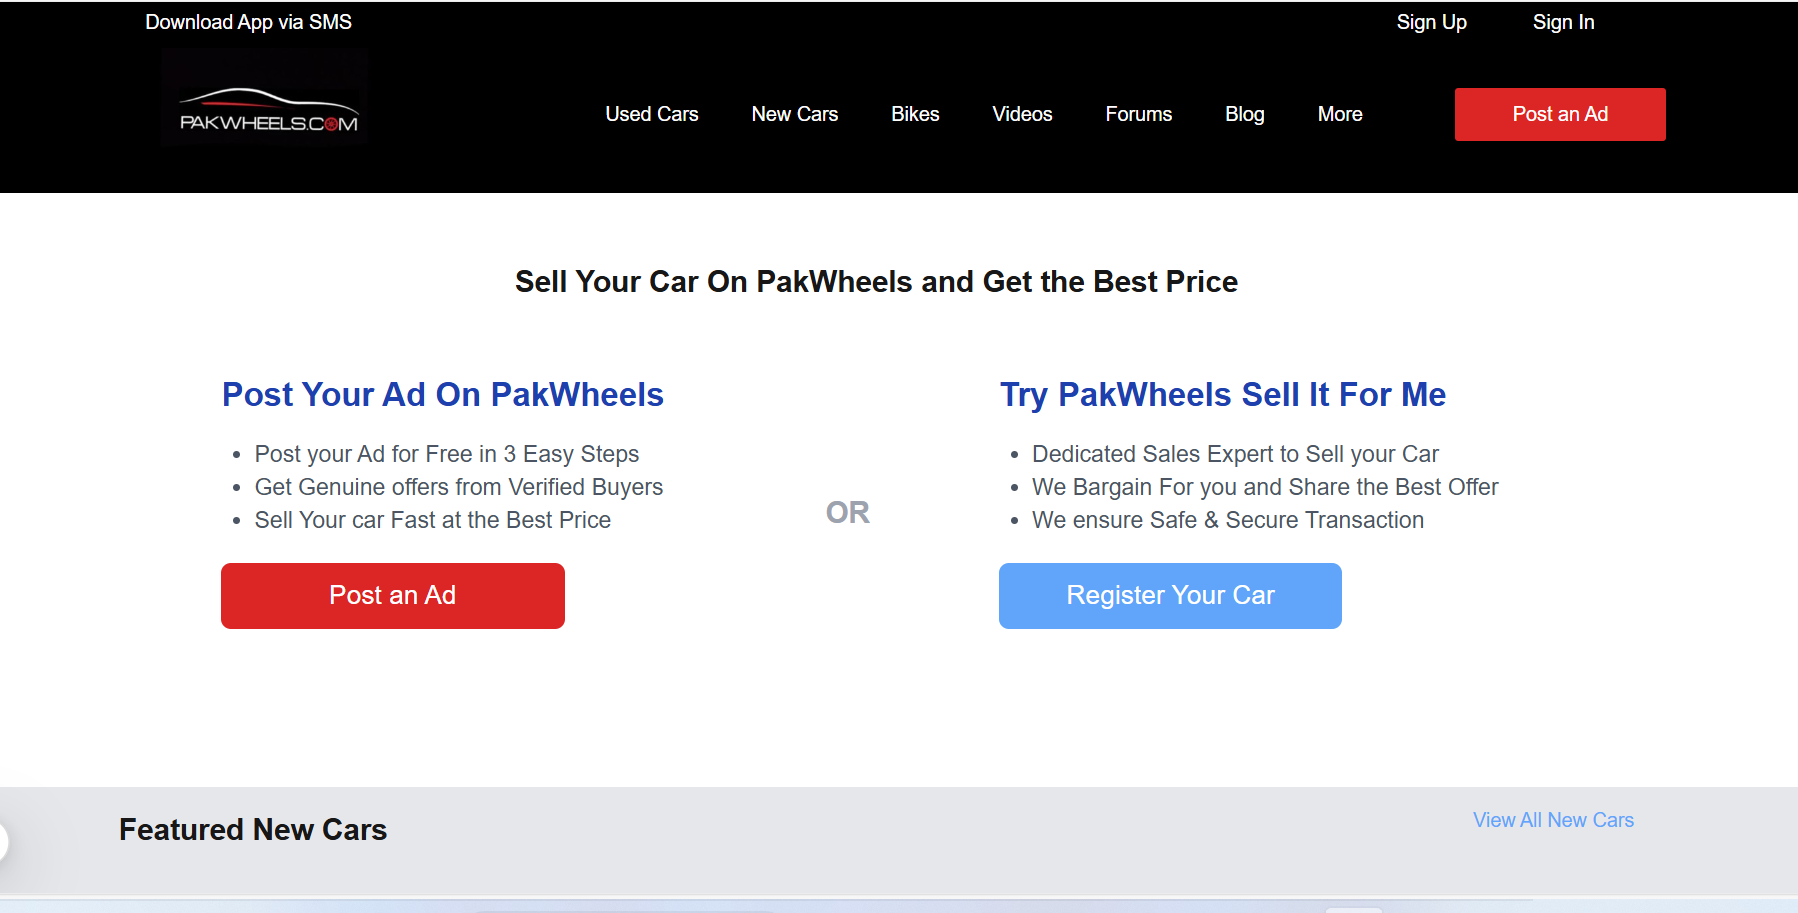 Download App via SMS
Sign Up
Sign In
PAKWHEELS.COM
Used Cars
New Cars
Bikes
Videos
Forums
Blog
More
Post an Ad
Sell Your Car On PakWheels and Get the Best Price
Post Your Ad On PakWheels
• Post your Ad for Free in 3 Easy Steps
• Get Genuine offers from Verified Buyers
• Sell Your car Fast at the Best Price
Post an Ad
OR
Try PakWheels Sell It For Me
• Dedicated Sales Expert to Sell your Car
• We Bargain For you and Share the Best Offer
• We ensure Safe & Secure Transaction
Register Your Car
Featured New Cars
View All New Cars